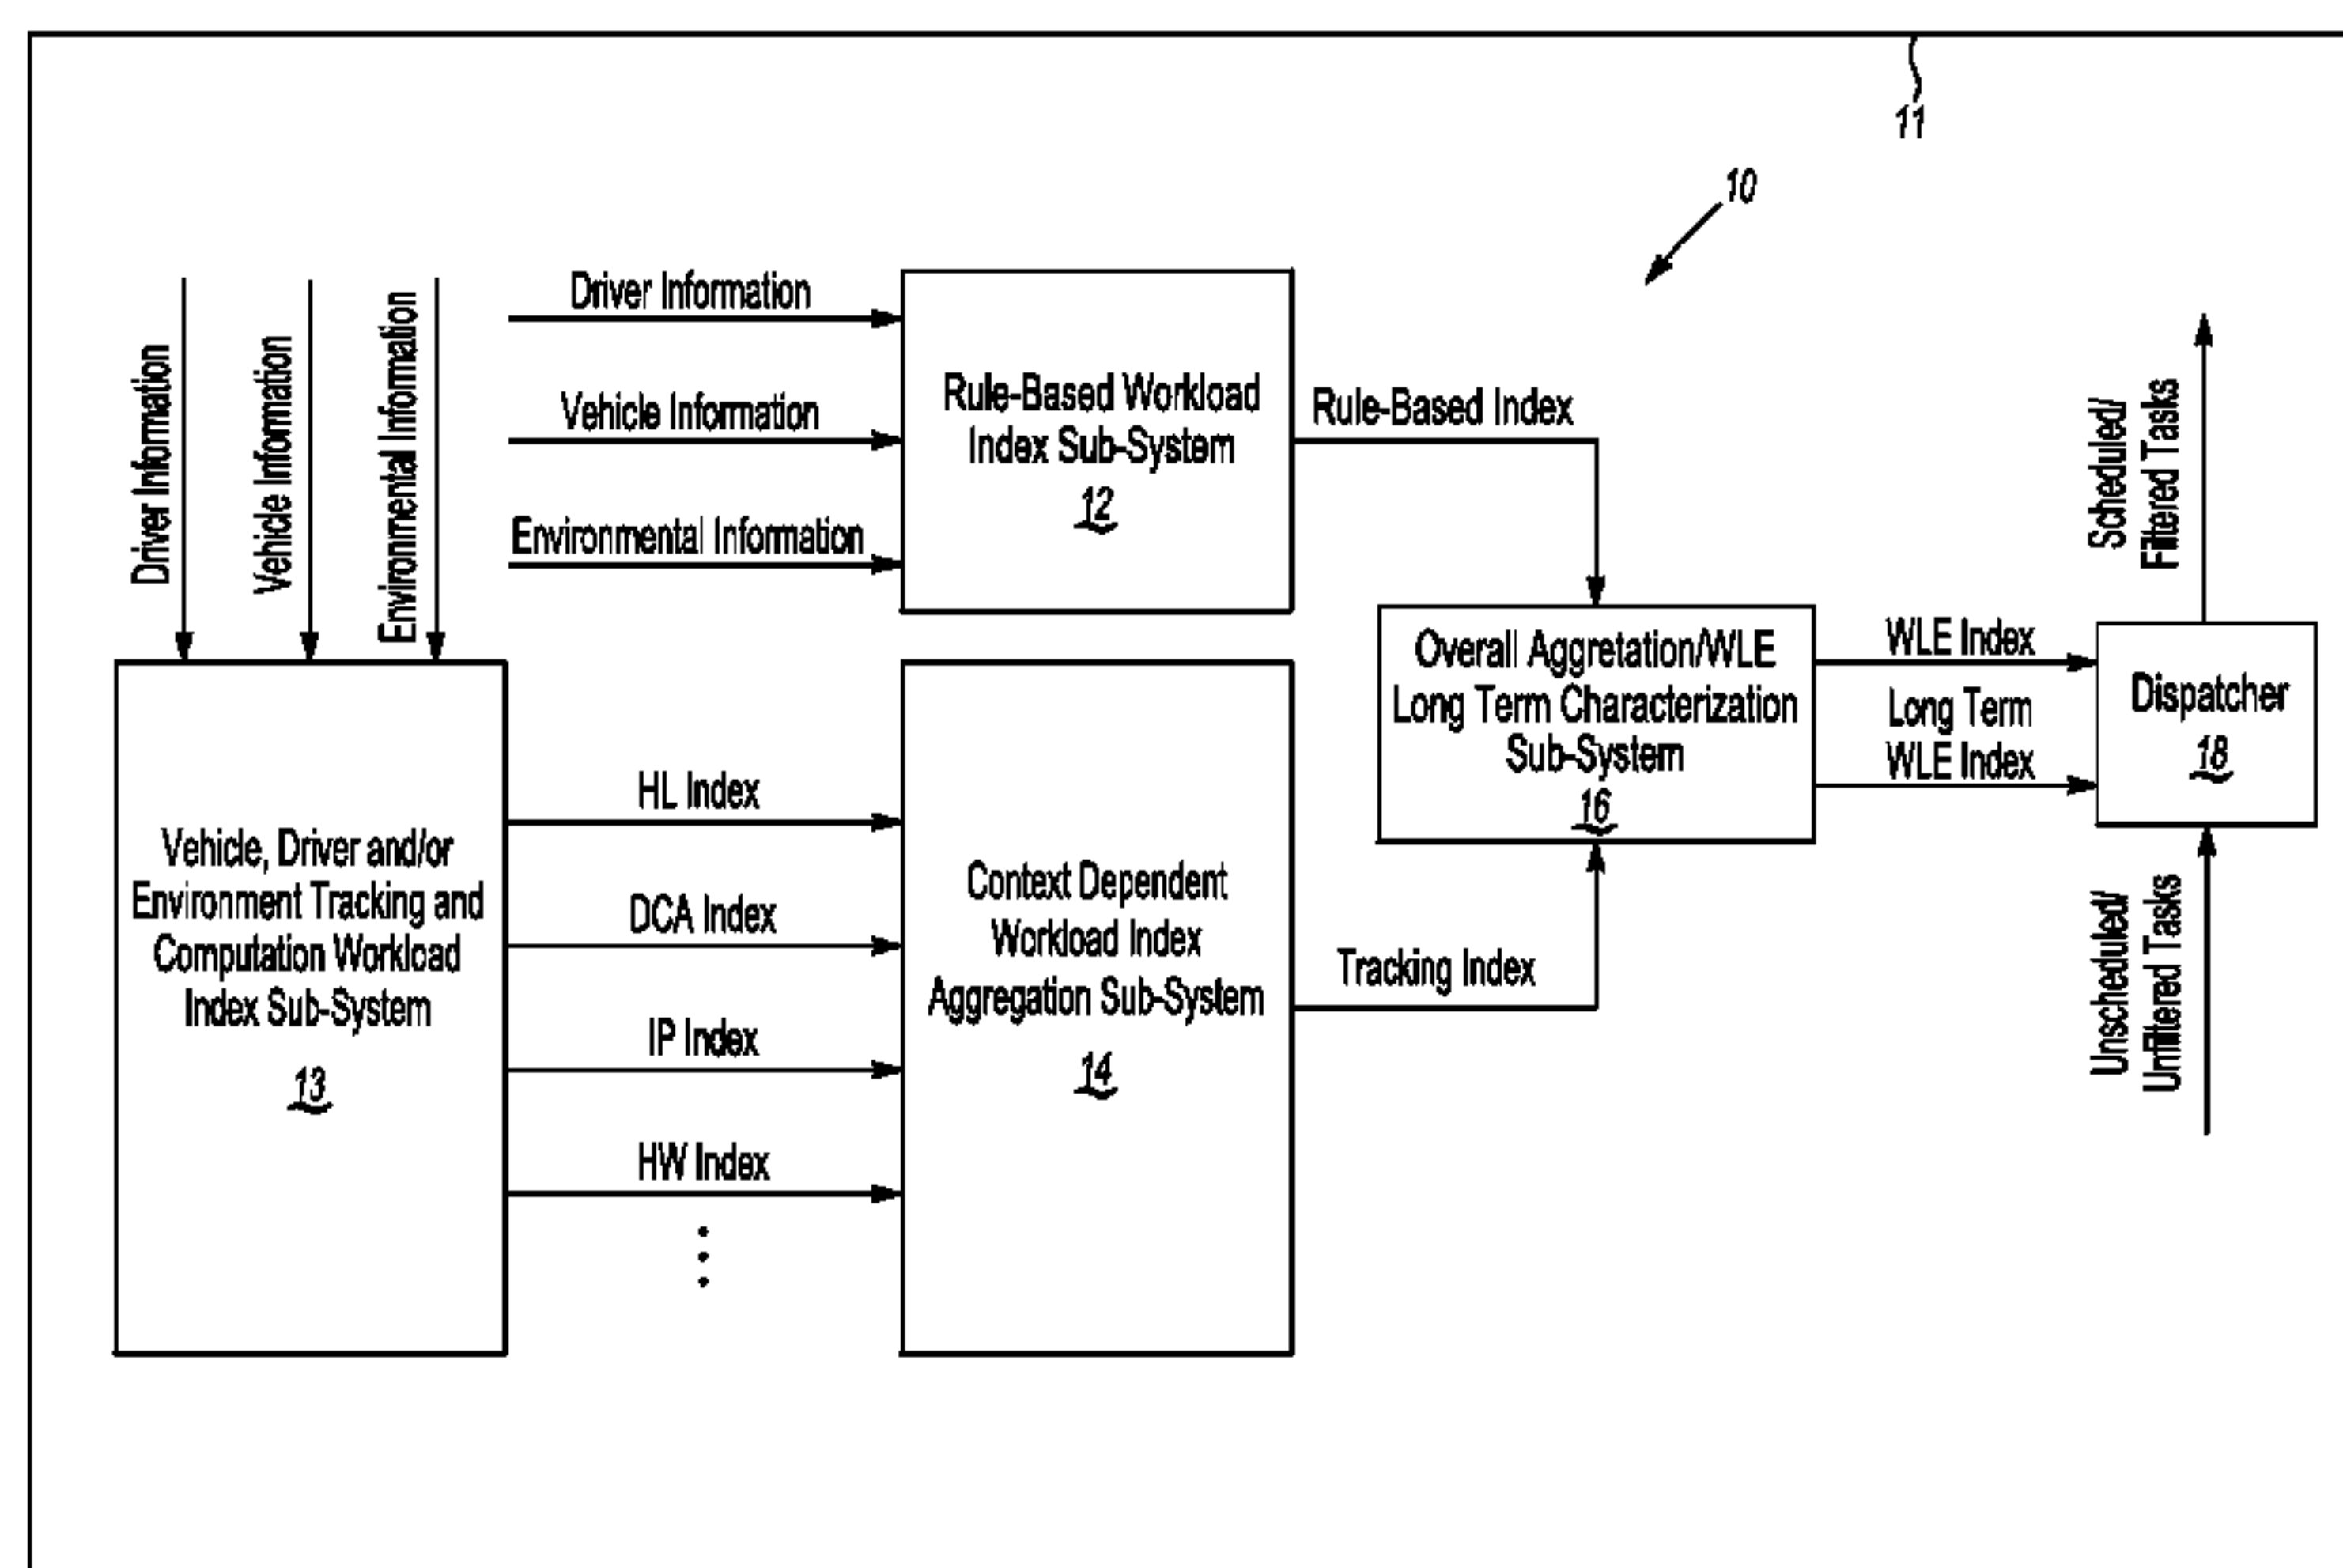 11
10
Driver Information
Vehicle Information
Environmental Information
Driver Information
Vehicle Information
Environmental Information
Rule-Based Workload
Index Sub-System
12
Rule-Based Index
Scheduled/
Filtered Tasks
Overall Aggretation/WLE
Long Term Characterization
Sub-System
16
WLE Index
Long Term
WLE Index
Dispatcher
18
Unscheduled/
Unfiltered Tasks
Vehicle, Driver and/or
Environment Tracking and
Computation Workload
Index Sub-System
13
HL Index
DCA Index
IP Index
HW Index
Context Dependent
Workload Index
Aggregation Sub-System
14
Tracking Index